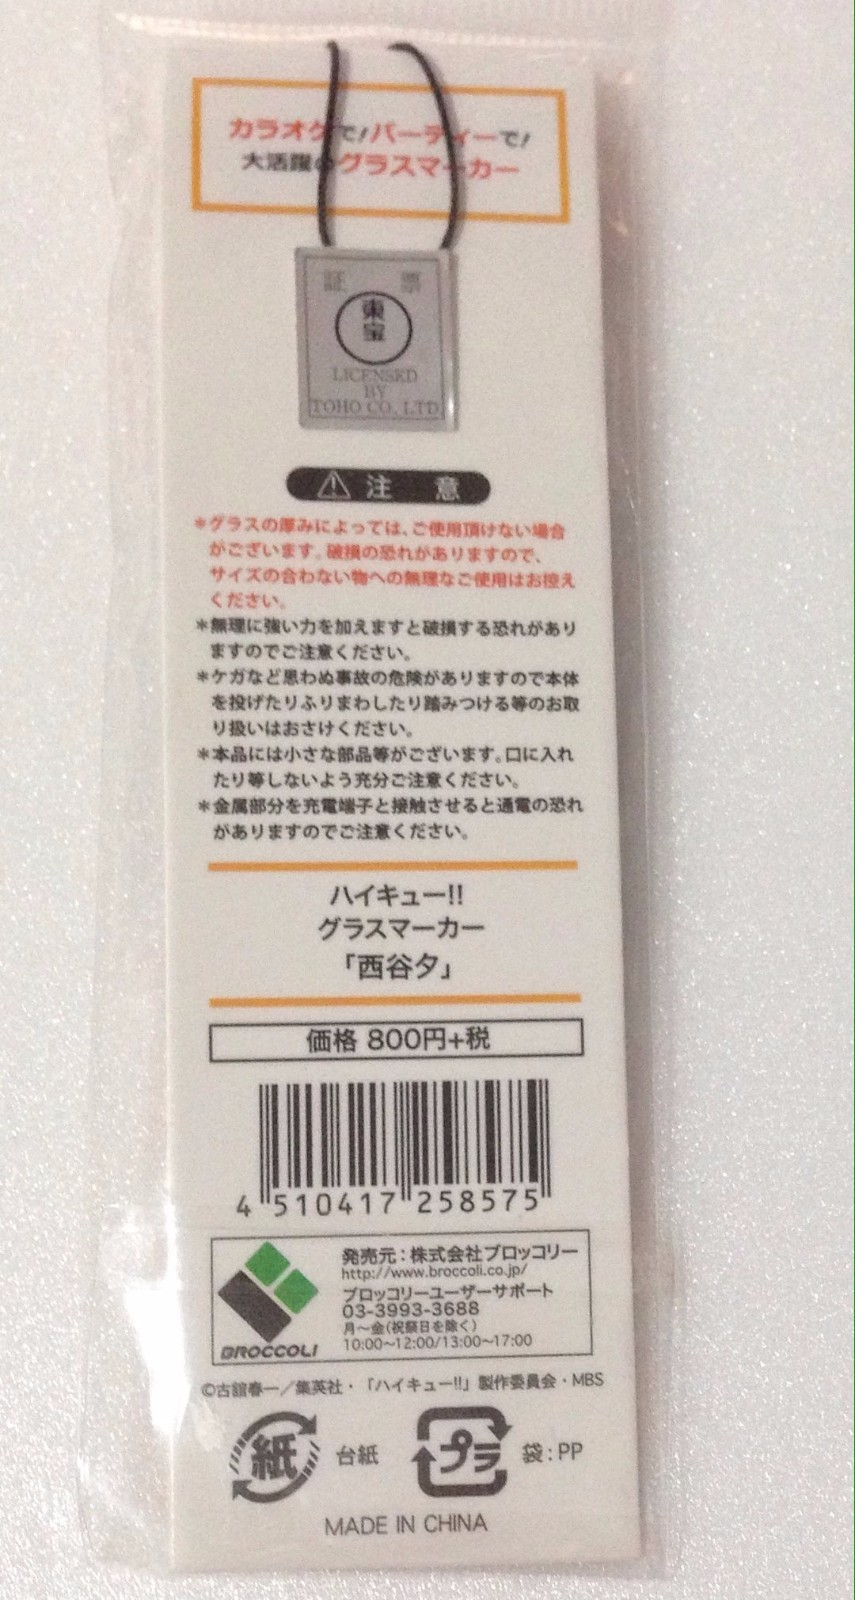 カラオケで!パーティーで!
大活躍のグラスマーカー
証 票
東宝
LICENSED
BY
TOHO CO., LTD.
注 意
*グラスの厚みによっては、ご使用頂けない場合
がございます。破損の恐れがありますので、
サイズの合わない物への無理なご使用はお控え
ください。
*無理に強い力を加えますと破損する恐れがあり
ますのでご注意ください。
*ケガなど思わぬ事故の危険がありますので本体
を投げたりふりまわしたり踏みつける等のお取
り扱いはおさけください。
*本品には小さな部品等がございます。口に入れ
たり等しないよう充分ご注意ください。
*金属部分を充電端子と接触させると通電の恐れ
がありますのでご注意ください。
ハイキュー!!
グラスマーカー
「西谷夕」
価格 800円+税
4 510417 258575
発売元:株式会社ブロッコリー
http://www.broccoli.co.jp/
ブロッコリーユーザーサポート
03-3993-3688
月～金(祝祭日を除く)
10:00~12:00/13:00~17:00
BROCCOLI
©古舘春一／集英社・「ハイキュー!!」製作委員会・MBS
紙 台紙 プラ 袋:PP
MADE IN CHINA